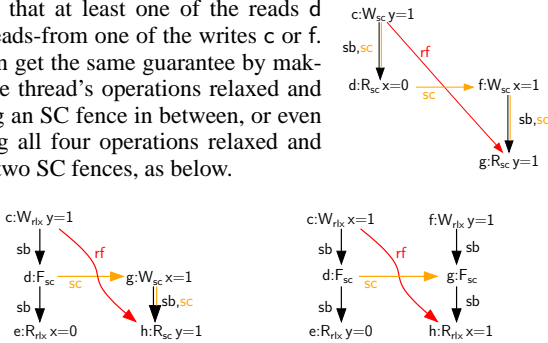 that at least one of the reads d
eads-from one of the writes c or f.
n get the same guarantee by mak-
e thread's operations relaxed and
g an SC fence in between, or even
g all four operations relaxed and
two SC fences, as below.
c:Wsc y=1
sb,sc
rf
d:Rsc x=0
sc
f:Wsc x=1
sb,sc
g:Rsc y=1
c:Wrlx y=1
sb
rf
d:Fsc
sc
g:Wsc x=1
sb
sb,sc
e:Rrlx x=0
h:Rsc y=1
c:Wrlx x=1
f:Wrlx y=1
sb
rf
sb
d:Fsc
sc
g:Fsc
sb
sb
e:Rrlx y=0
h:Rrlx x=1